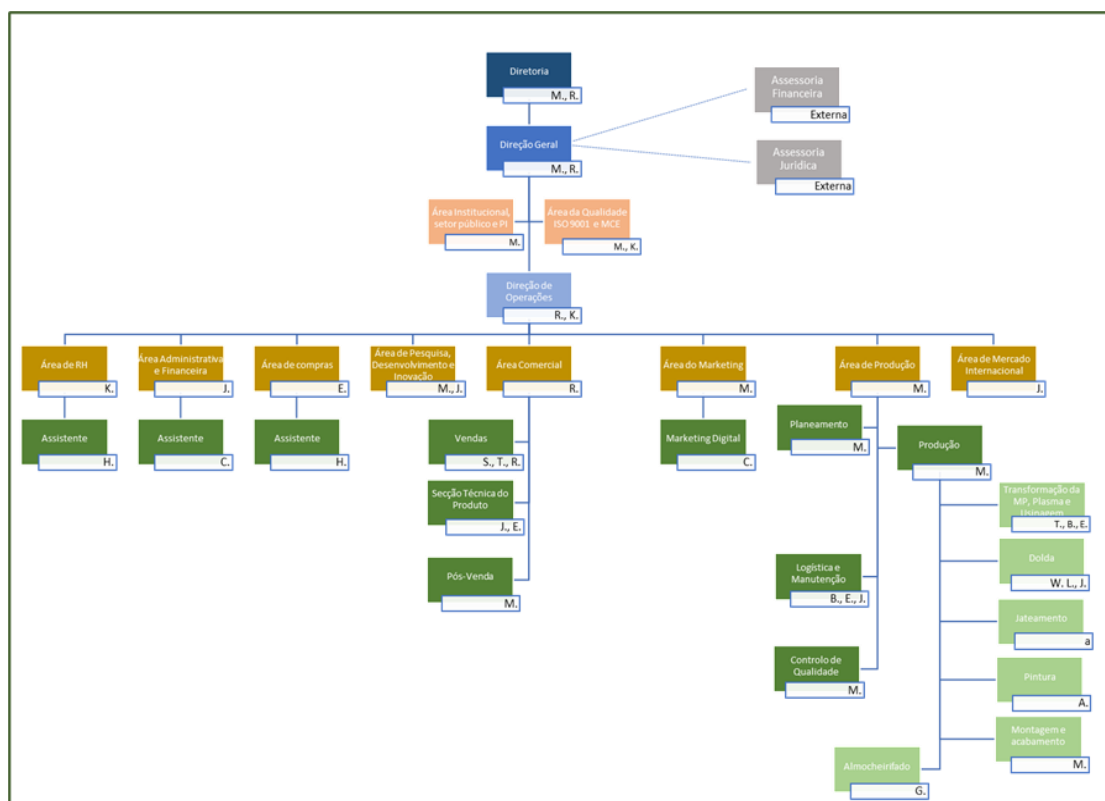 Diretoria
M., R.
Assessoria
Financeira
Externa
Direção Geral
M., R.
Assessoria
Jurídica
Externa
Área Institucional,
setor público e PI
M.
Área da Qualidade
ISO 9001 e MCE
M., K.
Direção de
Operações
R., K.
Área de RH
K.
Área Administrativa
e Financeira
J.
Área de compras
E.
Área de Pesquisa,
Desenvolvimento e
Inovação
M., J.
Área Comercial
R.
Área do Marketing
M.
Área de Produção
M.
Área de Mercado
Internacional
J.
Assistente
H.
Assistente
C.
Assistente
H.
Vendas
S., T., R.
Marketing Digital
C.
Planeamento
M.
Produção
M.
Secção Técnica do
Produto
J., E.
Transformação da
MP, Plasma e
Usinagem
T., B., E.
Pós-Venda
M.
Logística e
Manutenção
B., E., J.
Dolda
W. L., J.
Jateamento
a
Controlo de
Qualidade
M.
Pintura
A.
Montagem e
acabamento
M.
Almocheirifado
G.